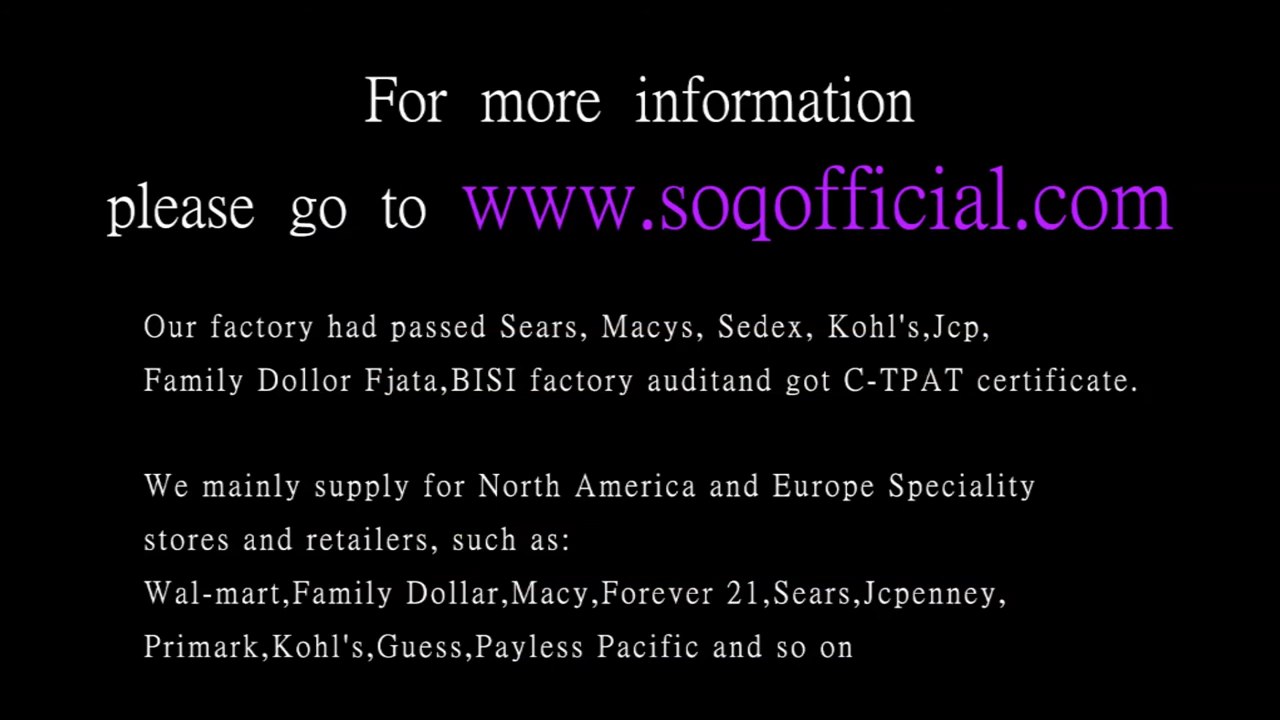 For more information
please go to www.soqofficial.com
Our factory had passed Sears, Macys, Sedex, Kohl's,Jcp,
Family Dollor Fjata,BISI factory auditand got C-TPAT certificate.
We mainly supply for North America and Europe Speciality
stores and retailers, such as:
Wal-mart,Family Dollar,Macy,Forever 21,Sears,Jcpenney,
Primark,Kohl's,Guess,Payless Pacific and so on